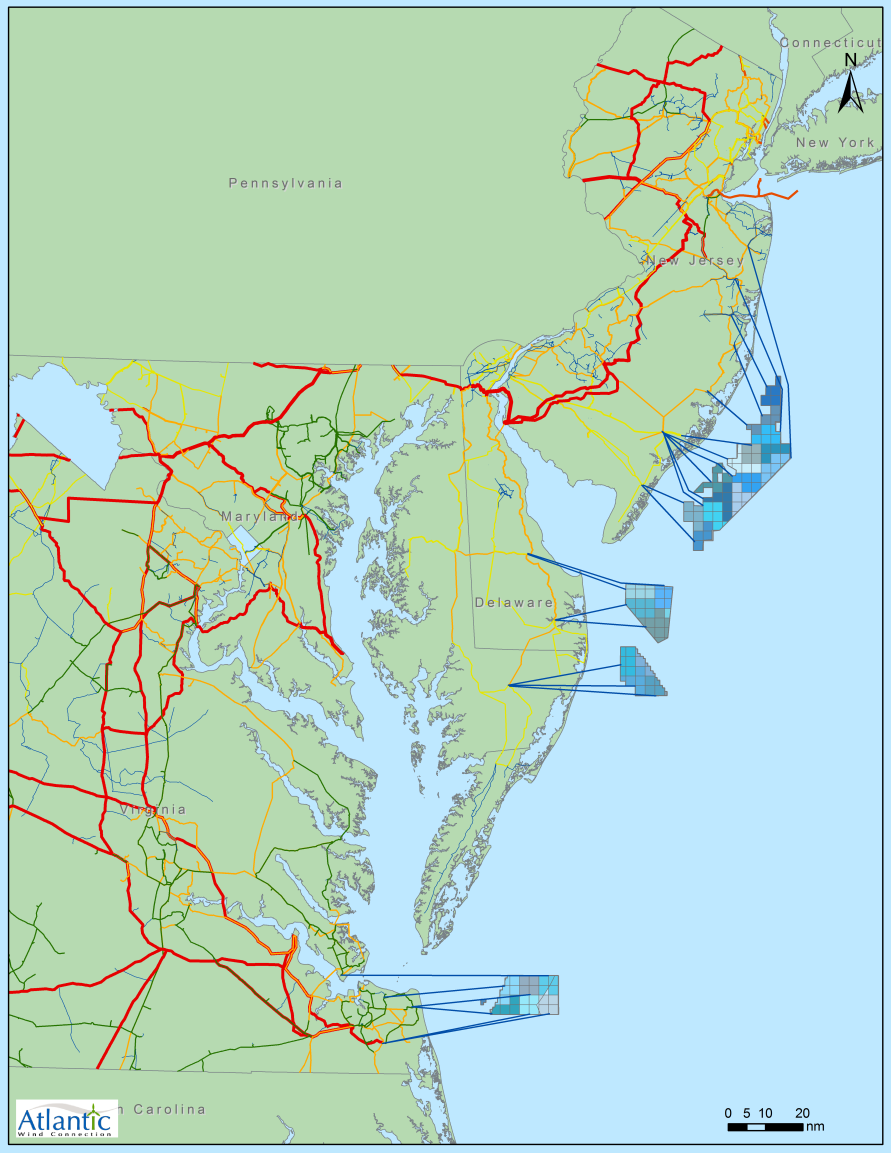 Connecticut
N
New York
Pennsylvania
New Jersey
Maryland
Delaware
Virginia
n Carolina
Atlantic
Wind Connection
0 5 10 20
nm